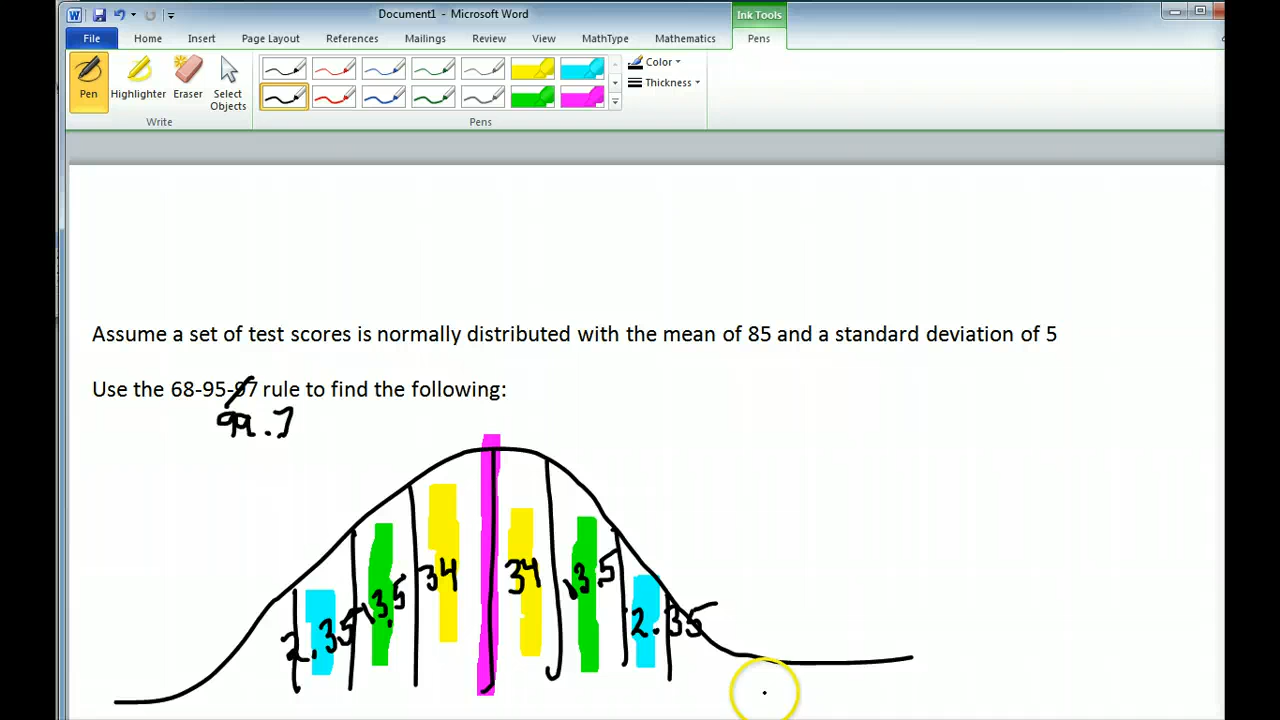 Document1 - Microsoft Word
Ink Tools
File Home Insert Page Layout References Mailings Review View MathType Mathematics Pens
Pen Highlighter Eraser Select Objects
Color
Thickness
Write Pens
Assume a set of test scores is normally distributed with the mean of 85 and a standard deviation of 5
Use the 68-95-97 rule to find the following:
99.7
2.35 13.5 34 34 13.5 2.35